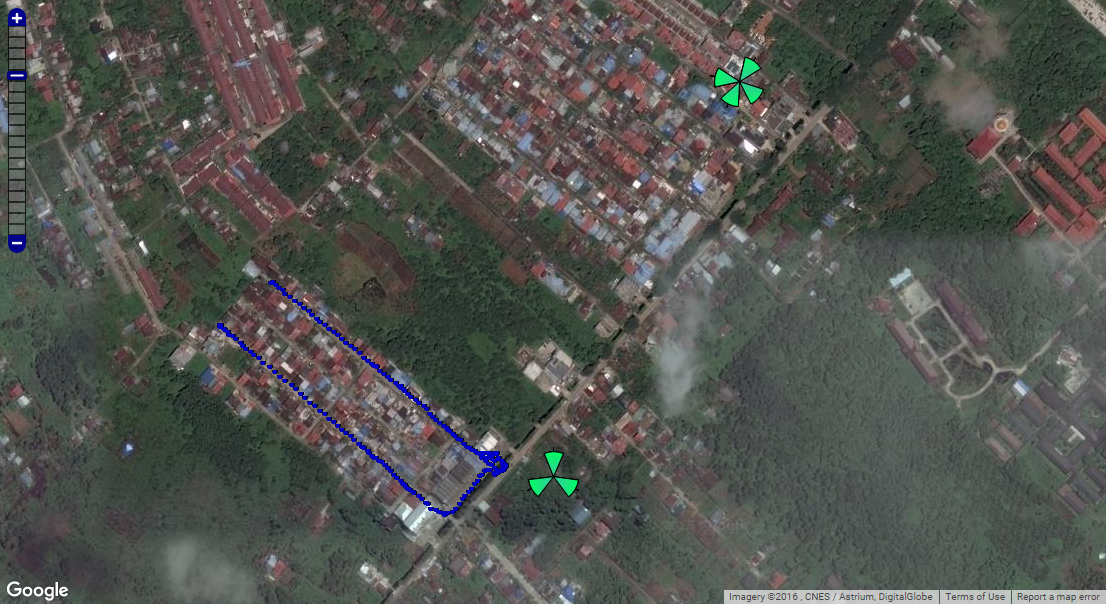 Google
Imagery ©2016 , CNES / Astrium, DigitalGlobe
Terms of Use
Report a map error